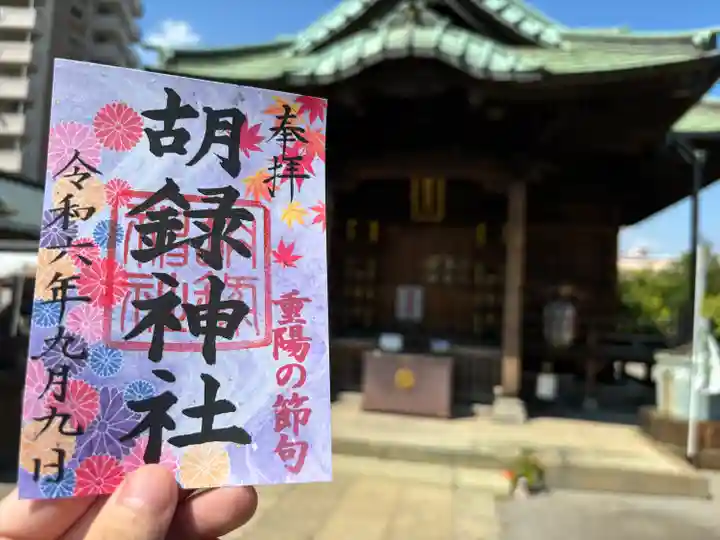 奉拝
重陽の節句
胡録神社
令和六年九月九日